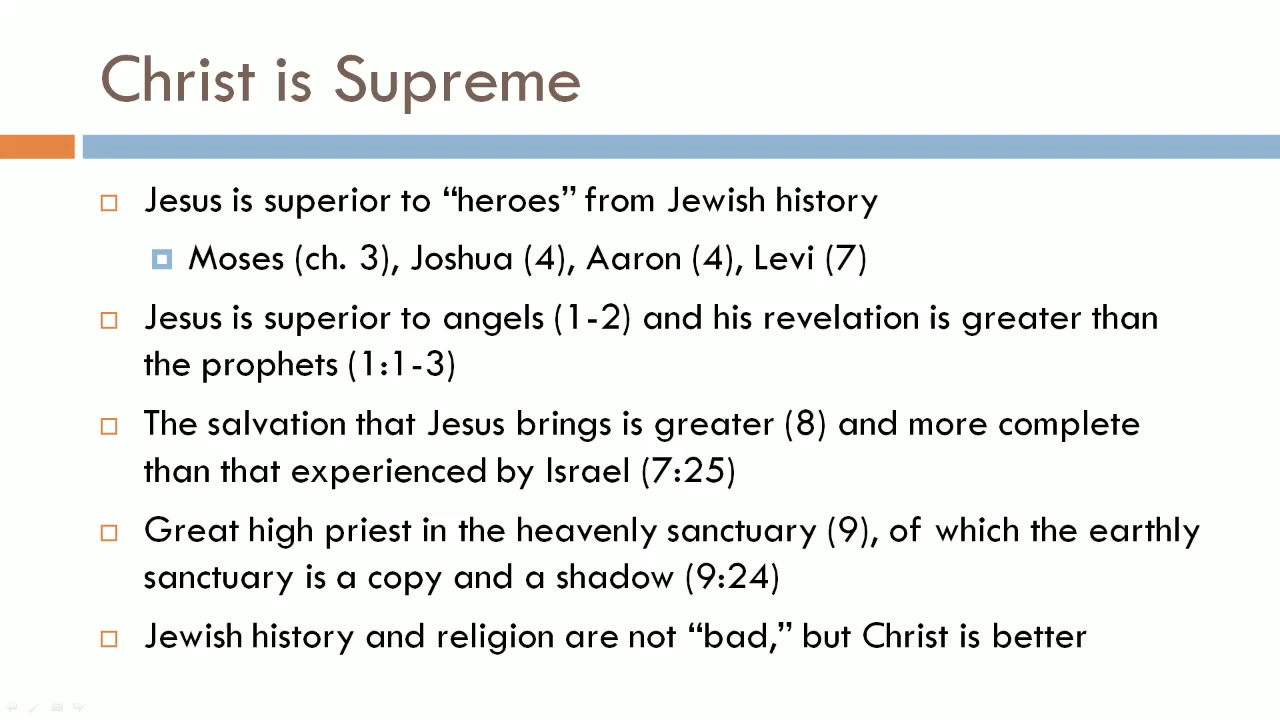 Christ is Supreme
Jesus is superior to “heroes” from Jewish history
Moses (ch. 3), Joshua (4), Aaron (4), Levi (7)
Jesus is superior to angels (1-2) and his revelation is greater than
the prophets (1:1-3)
The salvation that Jesus brings is greater (8) and more complete
than that experienced by Israel (7:25)
Great high priest in the heavenly sanctuary (9), of which the earthly
sanctuary is a copy and a shadow (9:24)
Jewish history and religion are not “bad,” but Christ is better